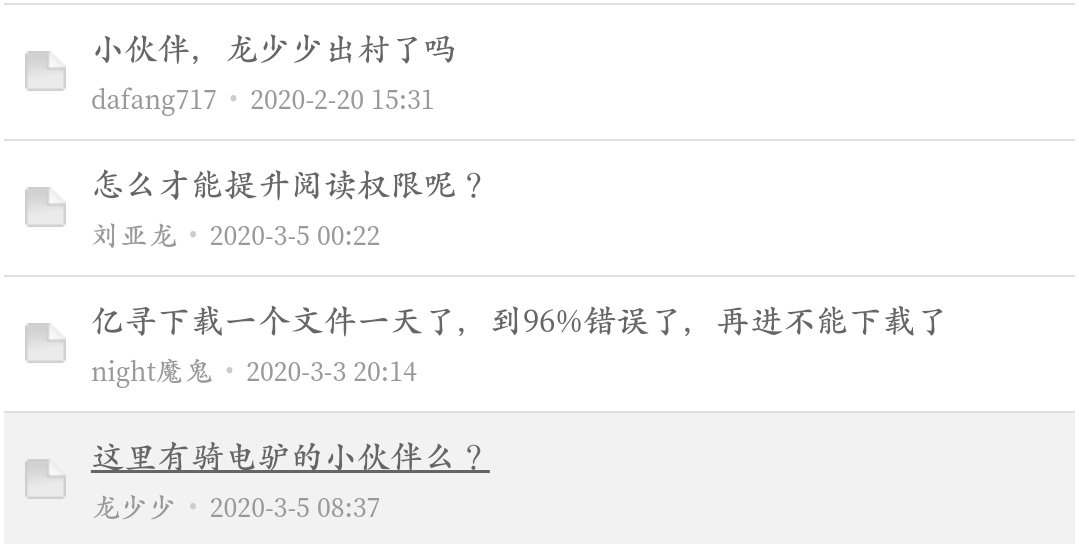 小伙伴，龙少少出村了吗
dafang717 • 2020-2-20 15:31
怎么才能提升阅读权限呢？
刘亚龙 • 2020-3-5 00:22
亿寻下载一个文件一天了，到96%错误了，再进不能下载了
night魔鬼 • 2020-3-3 20:14
这里有骑电驴的小伙伴么？
龙少少 • 2020-3-5 08:37